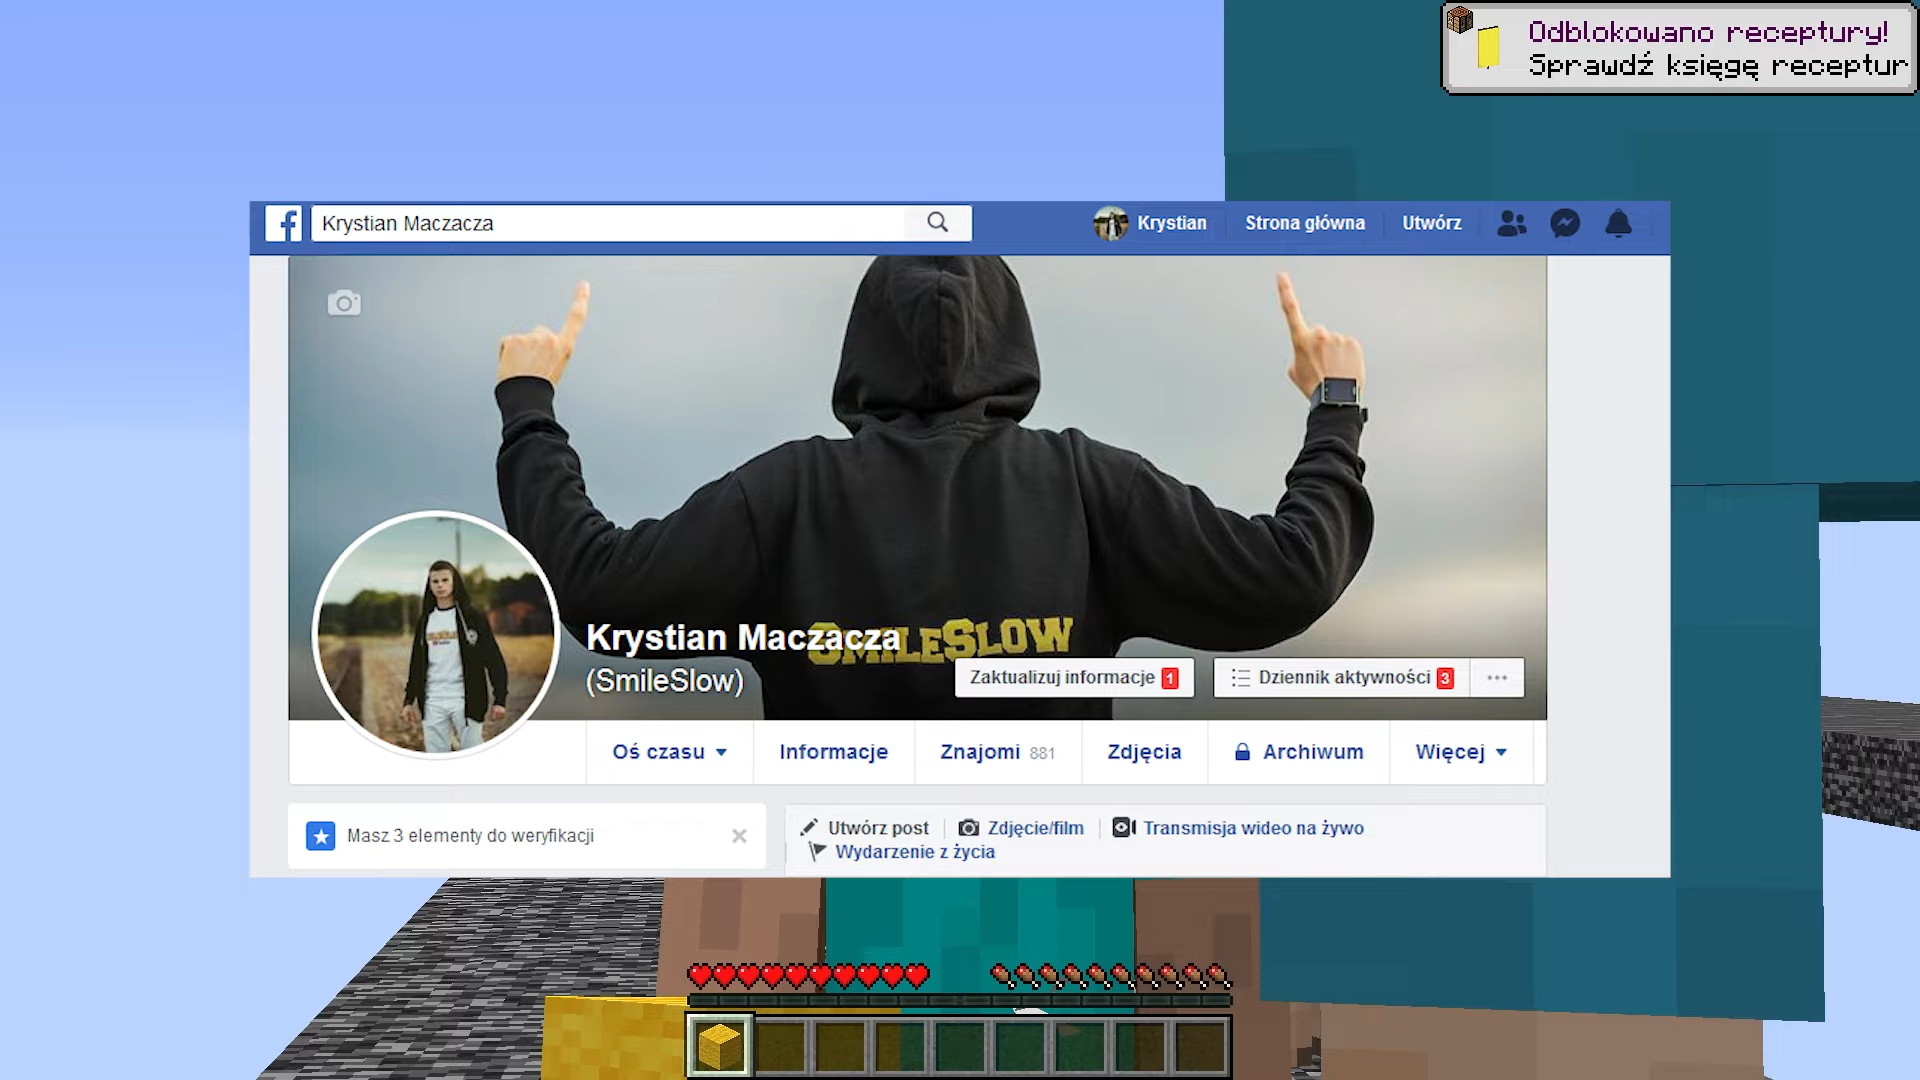 Odblokowano receptury!
Sprawdź księgę receptur
Krystian Maczacza
Krystian
Strona główna
Utwórz
SMILESLOW
Krystian Maczacza
(SmileSlow)
Zaktualizuj informacje 1
Dziennik aktywności 3
Oś czasu
Informacje
Znajomi 881
Zdjęcia
Archiwum
Więcej
Masz 3 elementy do weryfikacji
Utwórz post
Zdjęcie/film
Transmisja wideo na żywo
Wydarzenie z życia